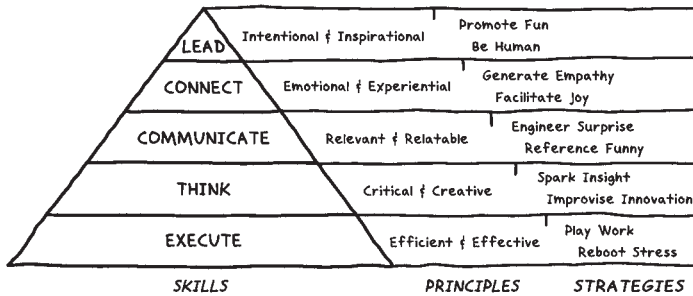 LEAD
Intentional & Inspirational
Promote Fun
Be Human
CONNECT
Emotional & Experiential
Generate Empathy
Facilitate Joy
COMMUNICATE
Relevant & Relatable
Engineer Surprise
Reference Funny
THINK
Critical & Creative
Spark Insight
Improvise Innovation
EXECUTE
Efficient & Effective
Play Work
Reboot Stress
SKILLS
PRINCIPLES
STRATEGIES